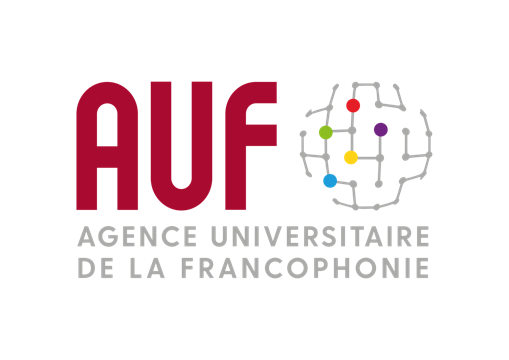 AUF
AGENCE UNIVERSITAIRE
DE LA FRANCOPHONIE